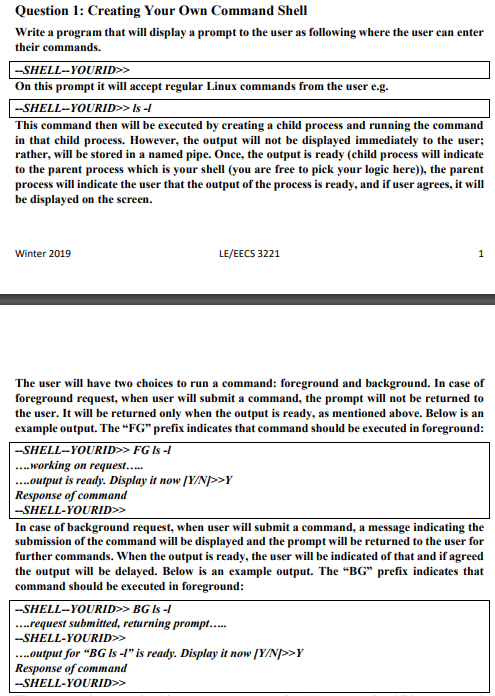 Question 1: Creating Your Own Command Shell
Write a program that will display a prompt to the user as following where the user can enter
their commands.
--SHELL--YOURID>>
On this prompt it will accept regular Linux commands from the user e.g.
--SHELL--YOURID>> ls -l
This command then will be executed by creating a child process and running the command
in that child process. However, the output will not be displayed immediately to the user;
rather, will be stored in a named pipe. Once, the output is ready (child process will indicate
to the parent process which is your shell (you are free to pick your logic here)), the parent
process will indicate the user that the output of the process is ready, and if user agrees, it will
be displayed on the screen.
Winter 2019 LE/EECS 3221 1
The user will have two choices to run a command: foreground and background. In case of
foreground request, when user will submit a command, the prompt will not be returned to
the user. It will be returned only when the output is ready, as mentioned above. Below is an
example output. The “FG” prefix indicates that command should be executed in foreground:
--SHELL--YOURID>> FG ls -l
….working on request…..
….output is ready. Display it now [Y/N]>>Y
Response of command
--SHELL-YOURID>>
In case of background request, when user will submit a command, a message indicating the
submission of the command will be displayed and the prompt will be returned to the user for
further commands. When the output is ready, the user will be indicated of that and if agreed
the output will be delayed. Below is an example output. The “BG” prefix indicates that
command should be executed in foreground:
--SHELL--YOURID>> BG ls -l
….request submitted, returning prompt…..
--SHELL-YOURID>>
….output for “BG ls -l” is ready. Display it now [Y/N]>>Y
Response of command
--SHELL-YOURID>>